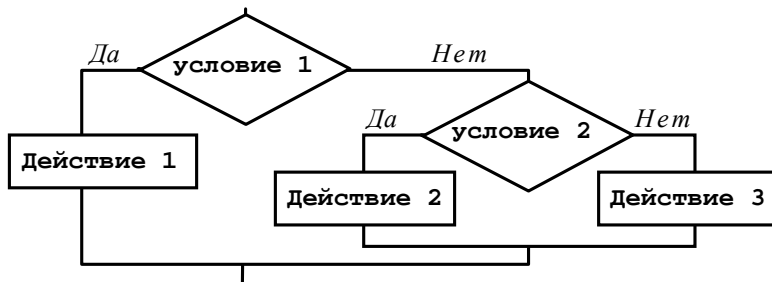 Да
условие 1
Нет
Да
условие 2
Нет
Действие 1
Действие 2
Действие 3